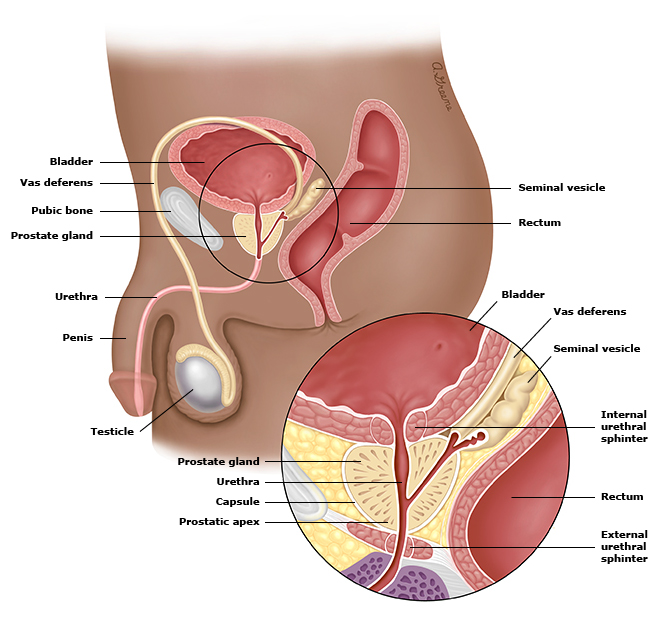 A. Greene
Bladder
Vas deferens
Pubic bone
Prostate gland
Urethra
Penis
Testicle
Seminal vesicle
Rectum
Bladder
Vas deferens
Seminal vesicle
Internal
urethral
sphinter
Rectum
External
urethral
sphinter
Prostate gland
Urethra
Capsule
Prostatic apex